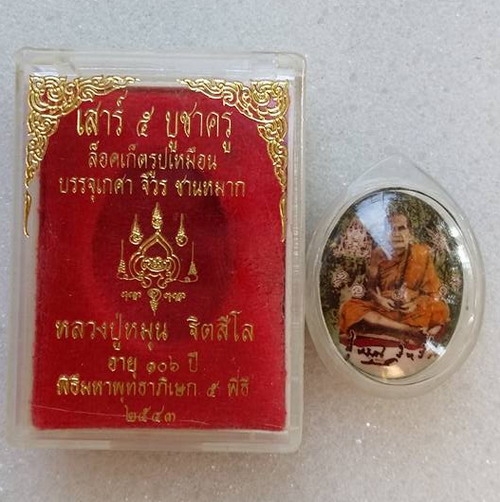 เสาร์ ๕ บูชาครู
ล็อคเก็ตรูปเหมือน
บรรจุเกศา จีวร ชานหมาก
หลวงปู่หมุน ฐิตสีโล
อายุ ๑๐๖ ปี
พิธีมหาพุทธาภิเษก ๕ พิธี
๒๕๔๓